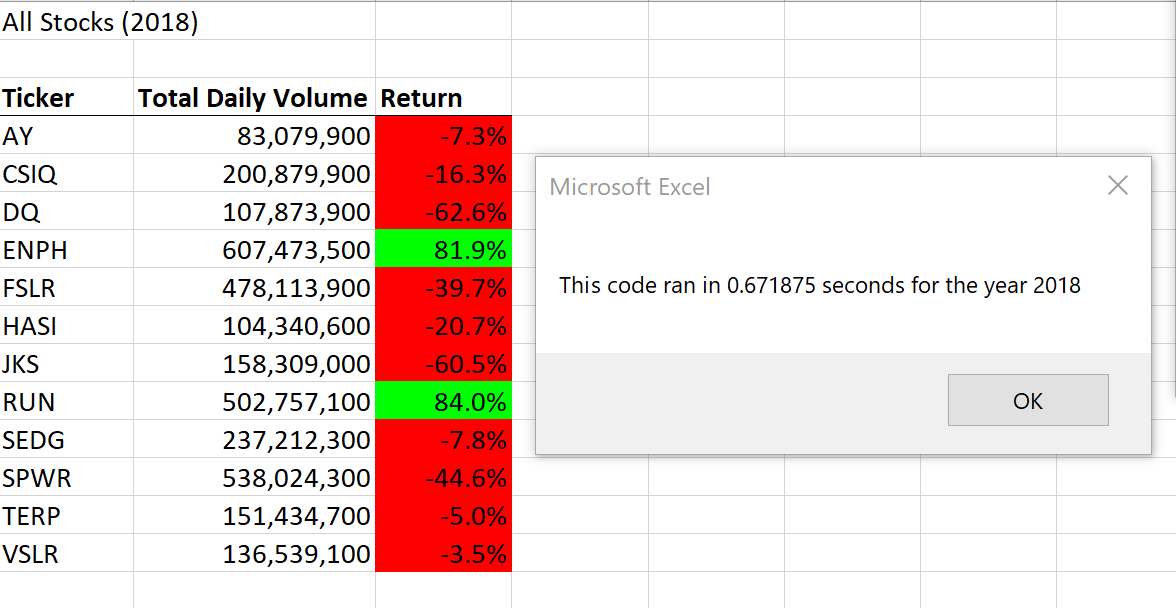 All Stocks (2018)
Ticker Total Daily Volume Return
AY 83,079,900 -7.3%
CSIQ 200,879,900 -16.3%
DQ 107,873,900 -62.6%
ENPH 607,473,500 81.9%
FSLR 478,113,900 -39.7%
HASI 104,340,600 -20.7%
JKS 158,309,000 -60.5%
RUN 502,757,100 84.0%
SEDG 237,212,300 -7.8%
SPWR 538,024,300 -44.6%
TERP 151,434,700 -5.0%
VSLR 136,539,100 -3.5%
Microsoft Excel
This code ran in 0.671875 seconds for the year 2018
OK